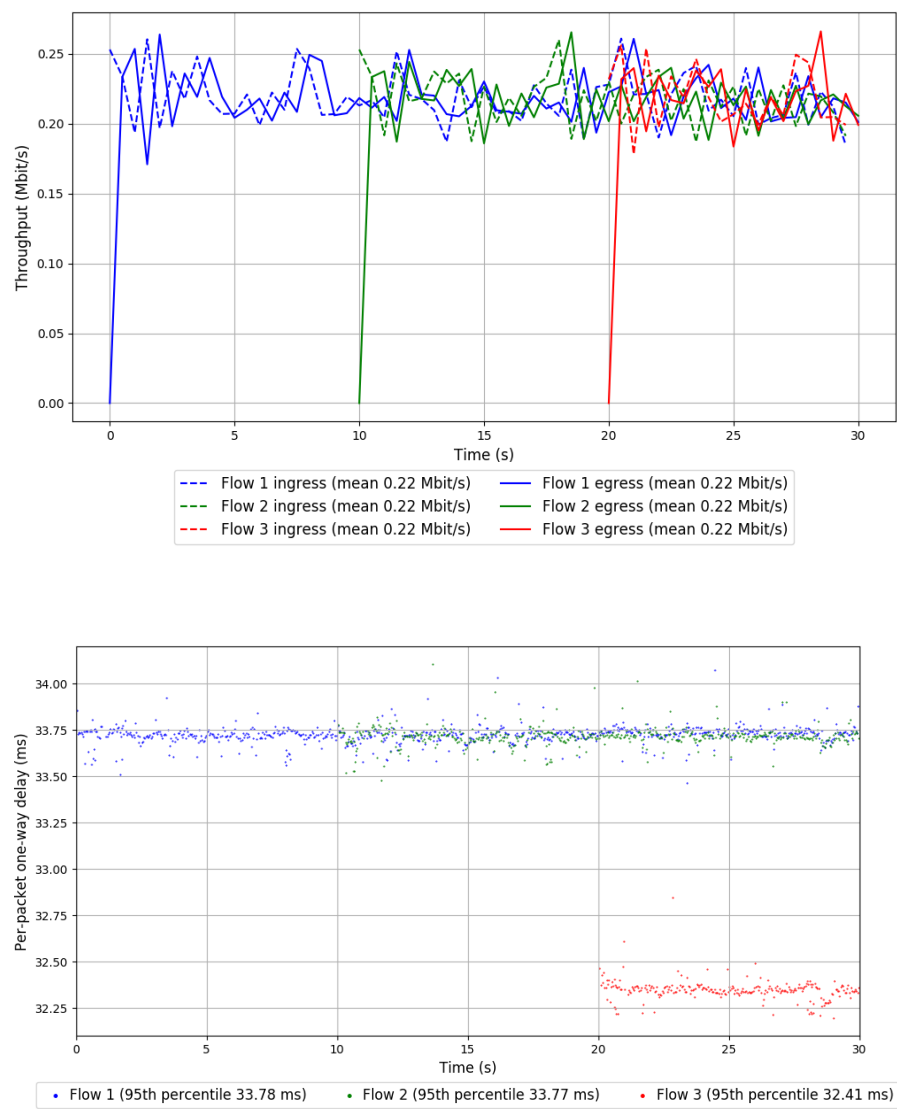 0.25
0.20
0.15
0.10
0.05
0.00
Throughput (Mbit/s)
0 5 10 15 20 25 30
Time (s)
Flow 1 ingress (mean 0.22 Mbit/s) Flow 1 egress (mean 0.22 Mbit/s)
Flow 2 ingress (mean 0.22 Mbit/s) Flow 2 egress (mean 0.22 Mbit/s)
Flow 3 ingress (mean 0.22 Mbit/s) Flow 3 egress (mean 0.22 Mbit/s)
34.00
33.75
33.50
33.25
33.00
32.75
32.50
32.25
Per-packet one-way delay (ms)
0 5 10 15 20 25 30
Time (s)
Flow 1 (95th percentile 33.78 ms) Flow 2 (95th percentile 33.77 ms) Flow 3 (95th percentile 32.41 ms)